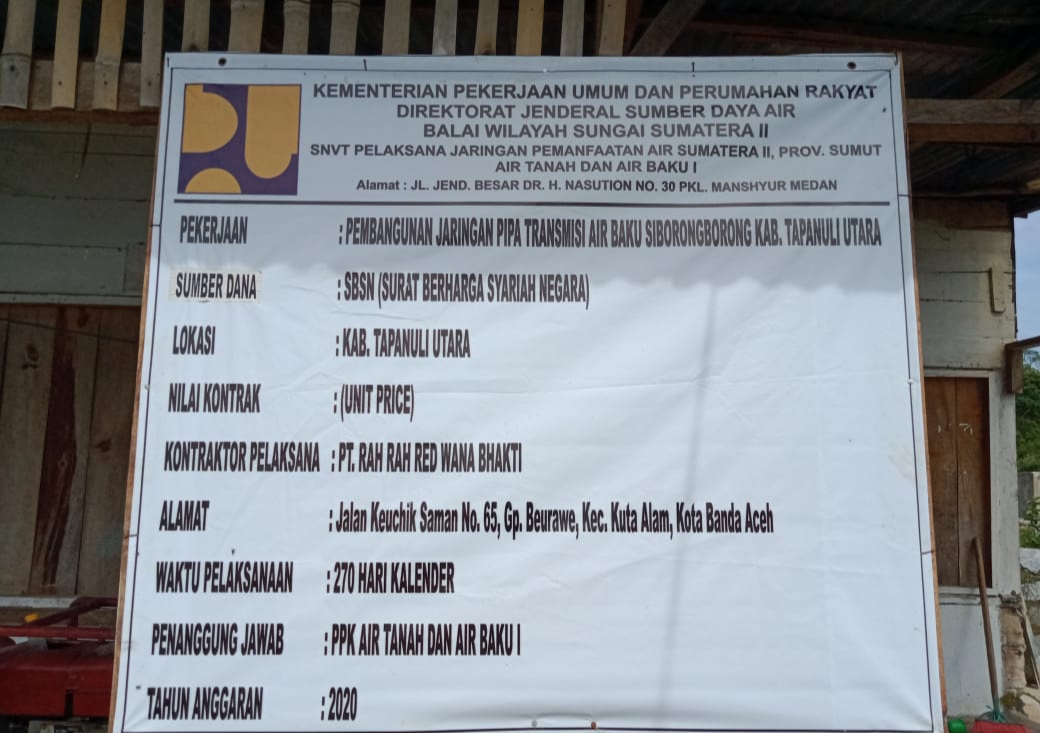 KEMENTERIAN PEKERJAAN UMUM DAN PERUMAHAN RAKYAT
DIREKTORAT JENDERAL SUMBER DAYA AIR
BALAI WILAYAH SUNGAI SUMATERA II
SNVT PELAKSANA JARINGAN PEMANFAATAN AIR SUMATERA II, PROV. SUMUT
AIR TANAH DAN AIR BAKU I
Alamat : JL. JEND. BESAR DR. H. NASUTION NO. 30 PKL. MANSHYUR MEDAN
PEKERJAAN : PEMBANGUNAN JARINGAN PIPA TRANSMISI AIR BAKU SIBORONGBORONG KAB. TAPANULI UTARA
SUMBER DANA : SBSN (SURAT BERHARGA SYARIAH NEGARA)
LOKASI : KAB. TAPANULI UTARA
NILAI KONTRAK : (UNIT PRICE)
KONTRAKTOR PELAKSANA : PT. RAH RAH RED WANA BHAKTI
ALAMAT : Jalan Keuchik Saman No. 65, Gp. Beurawe, Kec. Kuta Alam, Kota Banda Aceh
WAKTU PELAKSANAAN : 270 HARI KALENDER
PENANGGUNG JAWAB : PPK AIR TANAH DAN AIR BAKU I
TAHUN ANGGARAN : 2020